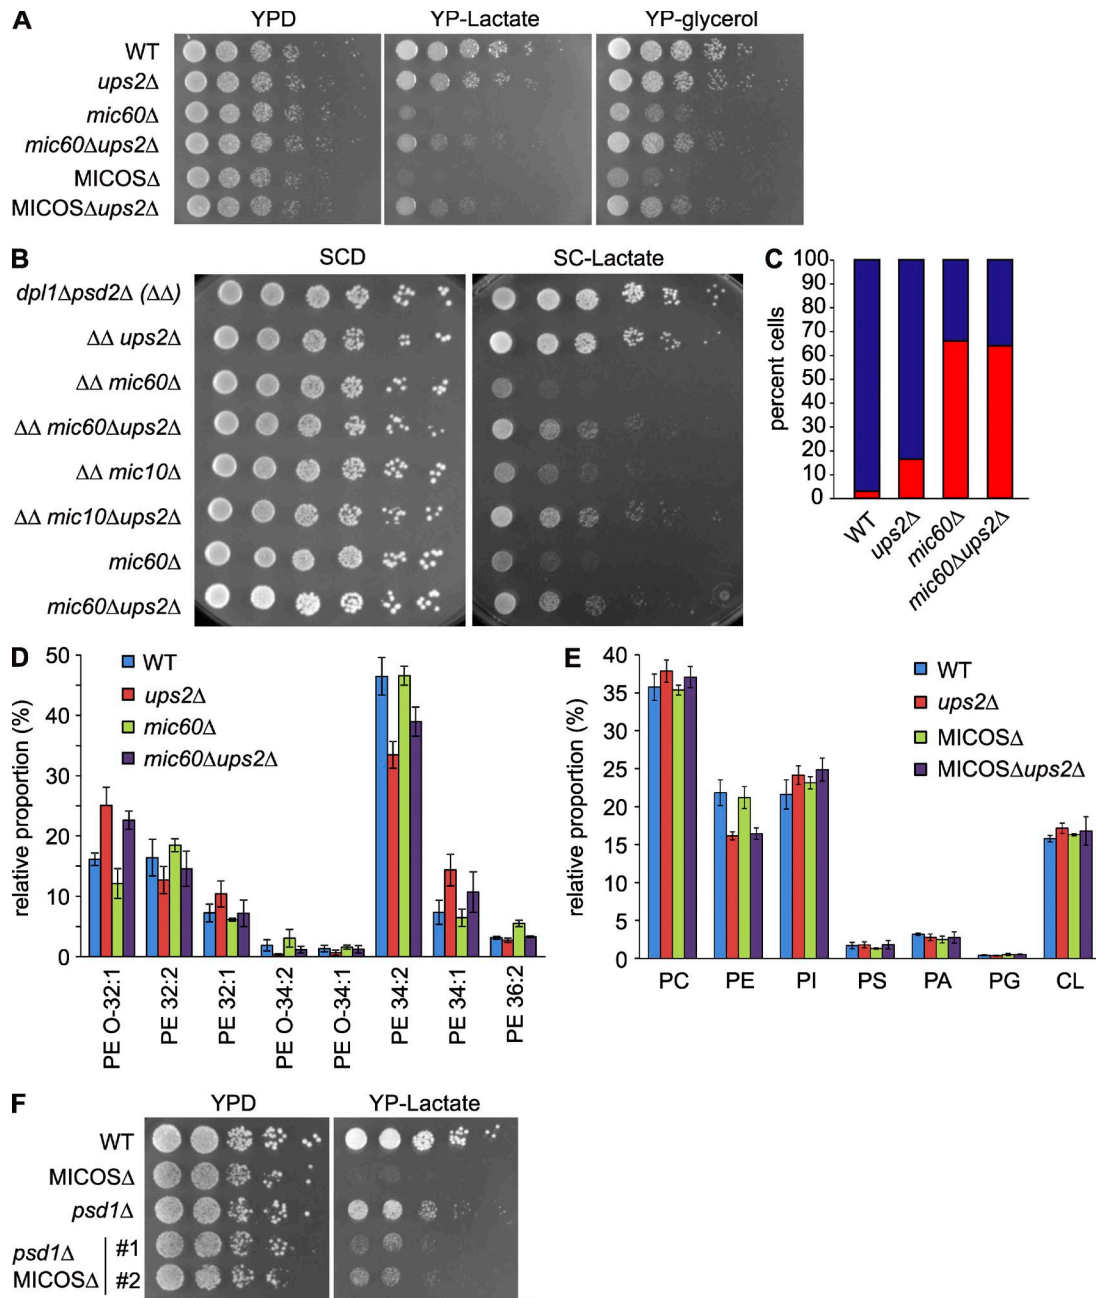 A
YPD YP-Lactate YP-glycerol
WT
ups2Δ
mic60Δ
mic60Δups2Δ
MICOSΔ
MICOSΔups2Δ
B
SCD SC-Lactate
dpl1Δpsd2Δ (ΔΔ)
ΔΔ ups2Δ
ΔΔ mic60Δ
ΔΔ mic60Δups2Δ
ΔΔ mic10Δ
ΔΔ mic10Δups2Δ
mic60Δ
mic60Δups2Δ
C
percent cells
100
90
80
70
60
50
40
30
20
10
0
WT
ups2Δ
mic60Δ
mic60Δups2Δ
D
relative proportion (%)
50
40
30
20
10
0
WT
ups2Δ
mic60Δ
mic60Δups2Δ
PE O-32:1
PE 32:2
PE 32:1
PE O-34:2
PE O-34:1
PE 34:2
PE 34:1
PE 36:2
E
relative proportion (%)
40
35
30
25
20
15
10
5
0
WT
ups2Δ
MICOSΔ
MICOSΔups2Δ
PC PE PI PS PA PG CL
F
YPD YP-Lactate
WT
MICOSΔ
psd1Δ
psd1Δ
MICOSΔ
#1
#2